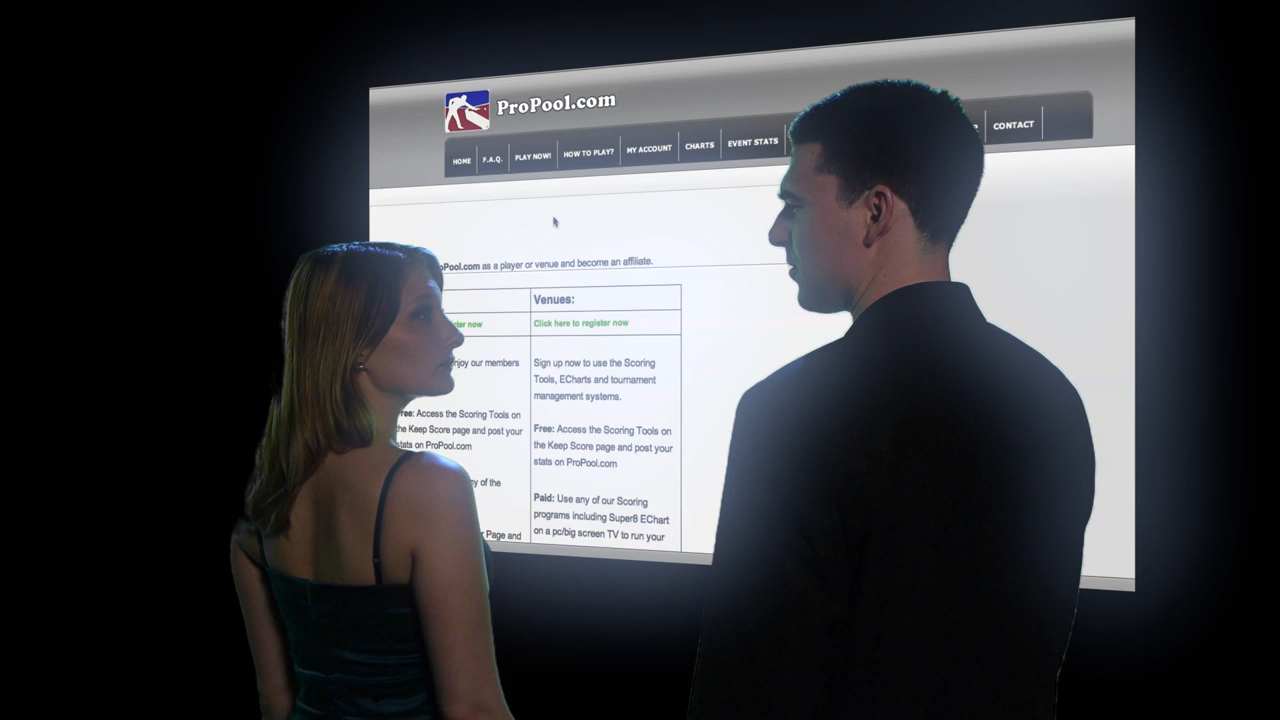 ProPool.com
HOME F.A.Q. PLAY NOW! HOW TO PLAY? MY ACCOUNT CHARTS EVENT STATS CONTACT
oPool.com as a player or venue and become an affiliate.
Venues:
ster now
Click here to register now
enjoy our members
Free: Access the Scoring Tools on
the Keep Score page and post your
stats on ProPool.com
of the
Page and
Sign up now to use the Scoring
Tools, ECharts and tournament
management systems.
Free: Access the Scoring Tools on
the Keep Score page and post your
stats on ProPool.com
Paid: Use any of our Scoring
programs including Super8 EChart
on a pc/big screen TV to run your